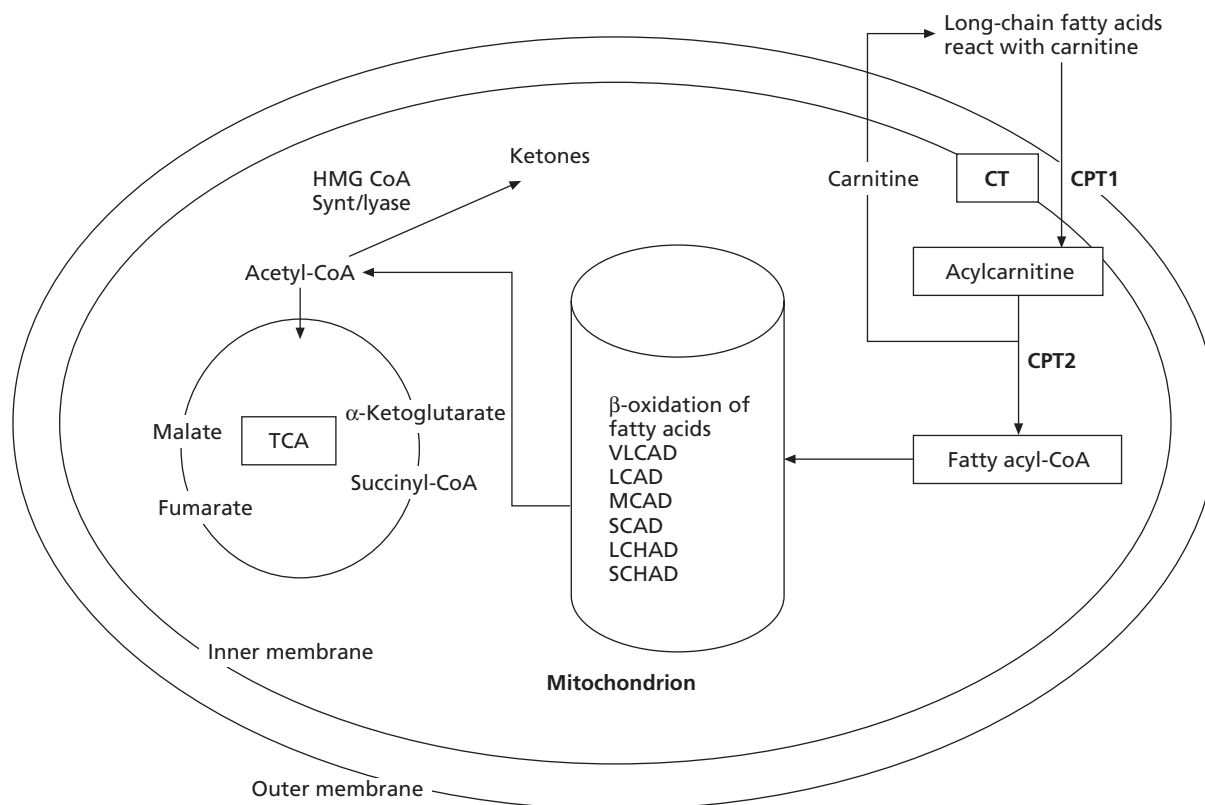 Long-chain fatty acids
react with carnitine
Ketones
HMG CoA
Synt/lyase
Carnitine
CT
CPT1
Acetyl-CoA
Acylcarnitine
CPT2
β-oxidation of
fatty acids
VLCAD
LCAD
MCAD
SCAD
LCHAD
SCHAD
α-Ketoglutarate
Malate
TCA
Fatty acyl-CoA
Succinyl-CoA
Fumarate
Inner membrane
Mitochondrion
Outer membrane